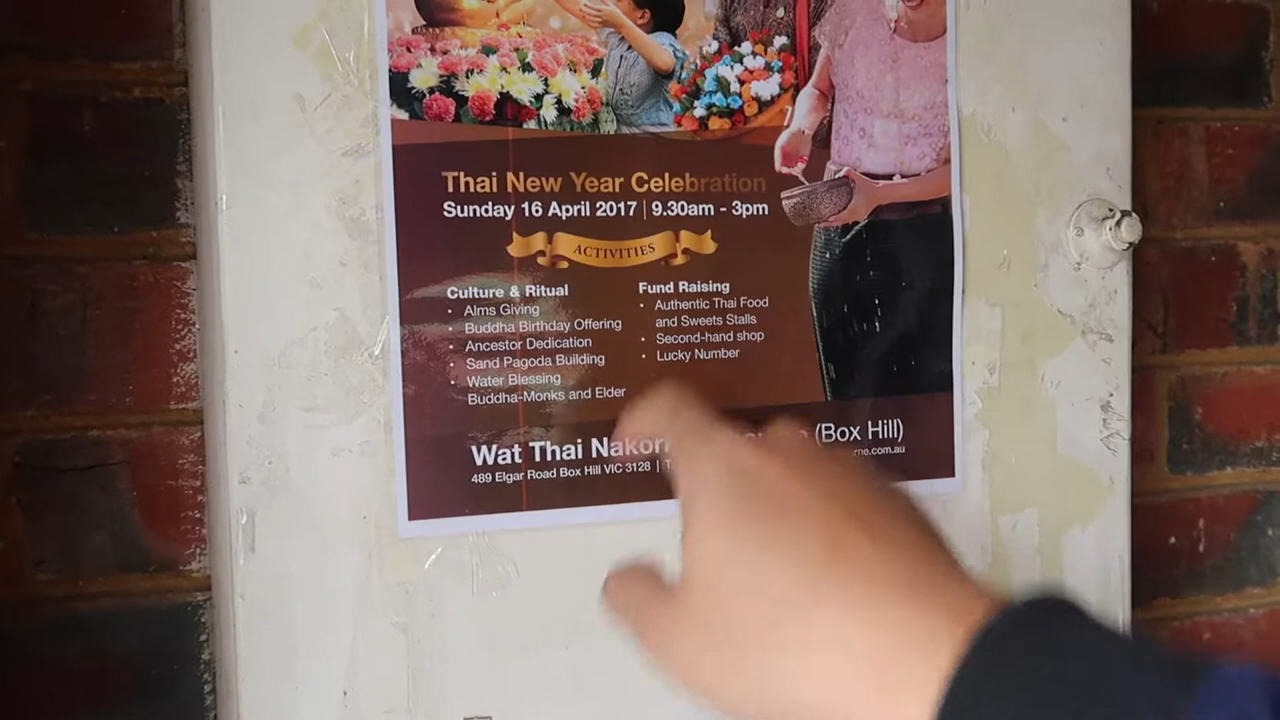 Thai New Year Celebration
Sunday 16 April 2017 | 9.30am - 3pm
ACTIVITIES
Culture & Ritual
• Alms Giving
• Buddha Birthday Offering
• Ancestor Dedication
• Sand Pagoda Building
• Water Blessing
Buddha-Monks and Elder
Fund Raising
• Authentic Thai Food
and Sweets Stalls
• Second-hand shop
• Lucky Number
Wat Thai Nakorn (Box Hill)
489 Elgar Road Box Hill VIC 3128 | T rne.com.au